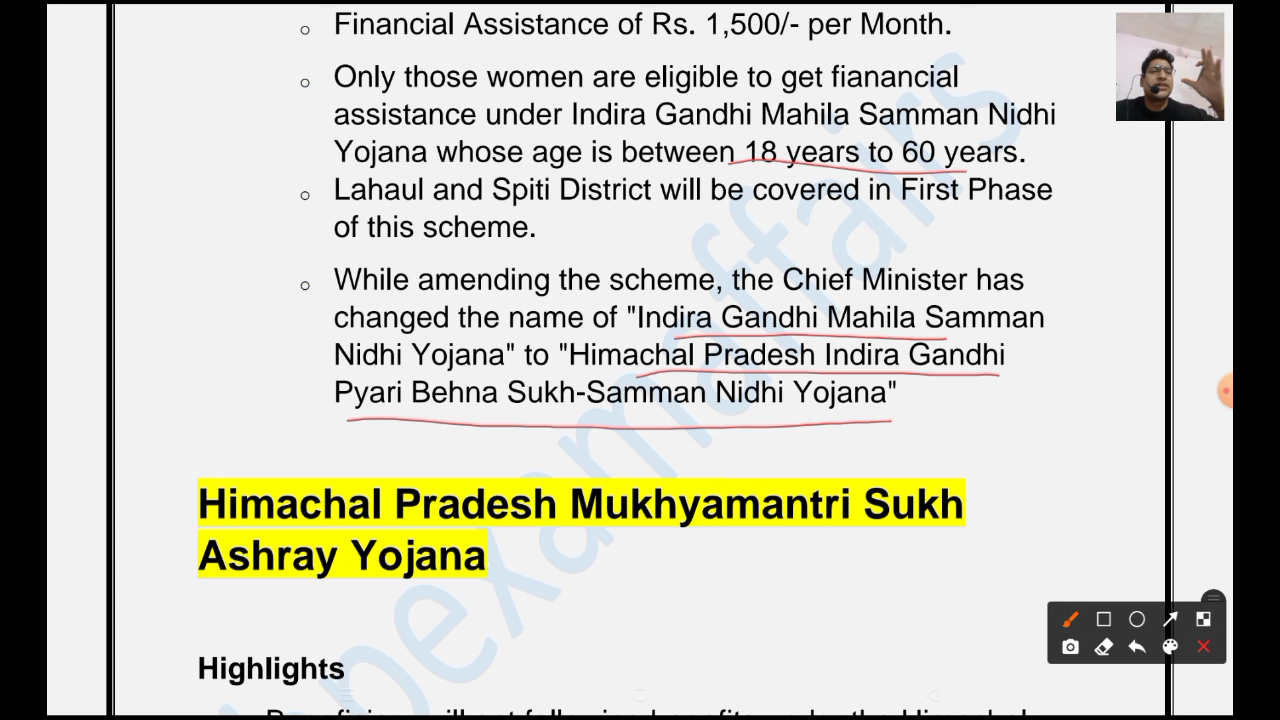 Financial Assistance of Rs. 1,500/- per Month.
Only those women are eligible to get fianancial
assistance under Indira Gandhi Mahila Samman Nidhi
Yojana whose age is between 18 years to 60 years.
Lahaul and Spiti District will be covered in First Phase
of this scheme.
While amending the scheme, the Chief Minister has
changed the name of "Indira Gandhi Mahila Samman
Nidhi Yojana" to "Himachal Pradesh Indira Gandhi
Pyari Behna Sukh-Samman Nidhi Yojana"
Himachal Pradesh Mukhyamantri Sukh
Ashray Yojana
Highlights